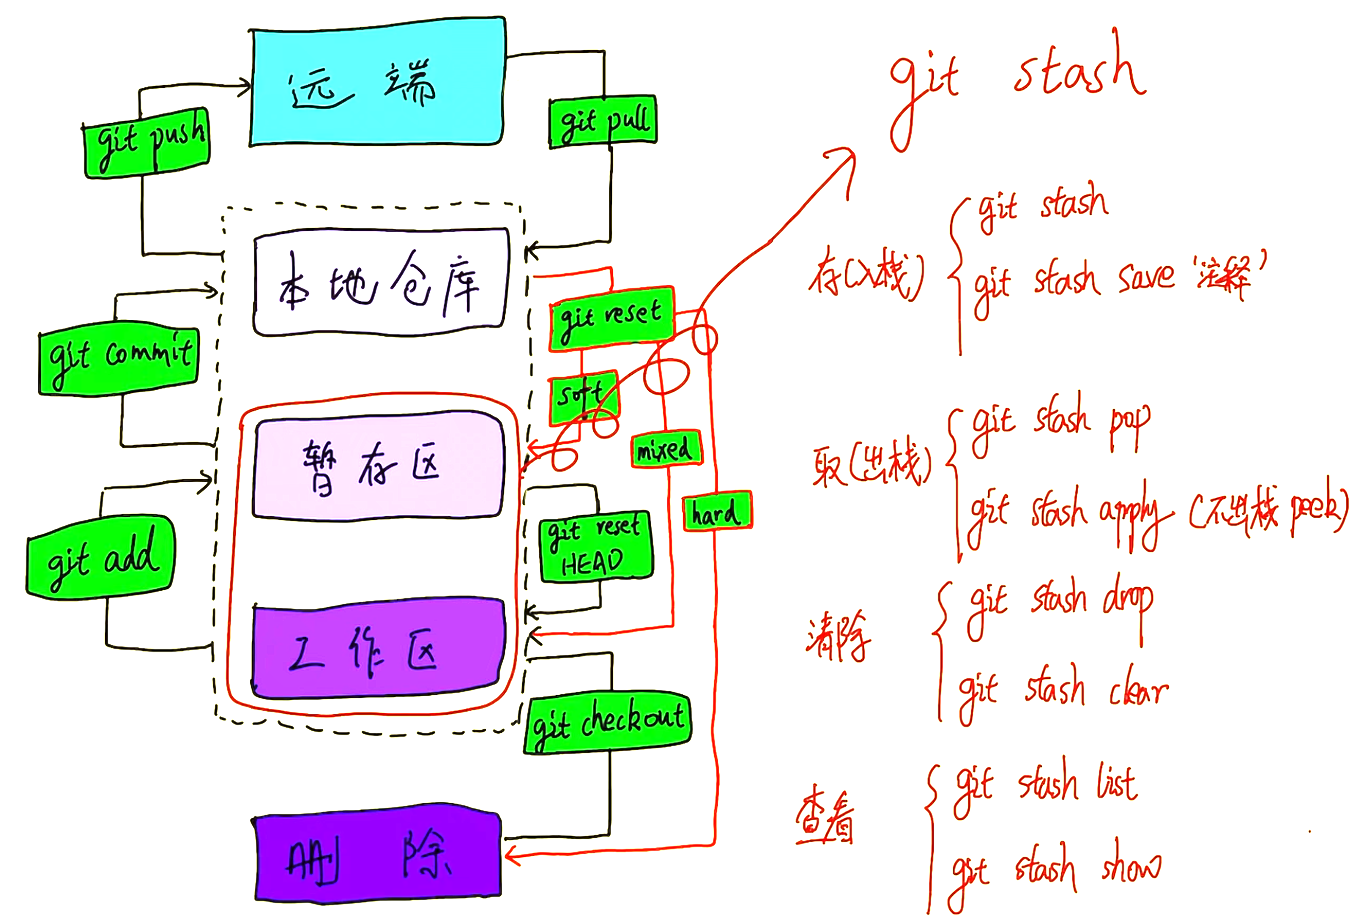 远端
git push
git pull
本地仓库
git commit
git reset
soft
mixed
hard
暂存区
git add
git reset
HEAD
工作区
git checkout
删除
git stash
存(入栈)
git stash
git stash save '注释'
取(出栈)
git stash pop
git stash apply (不出栈 peek)
清除
git stash drop
git stash clear
查看
git stash list
git stash show